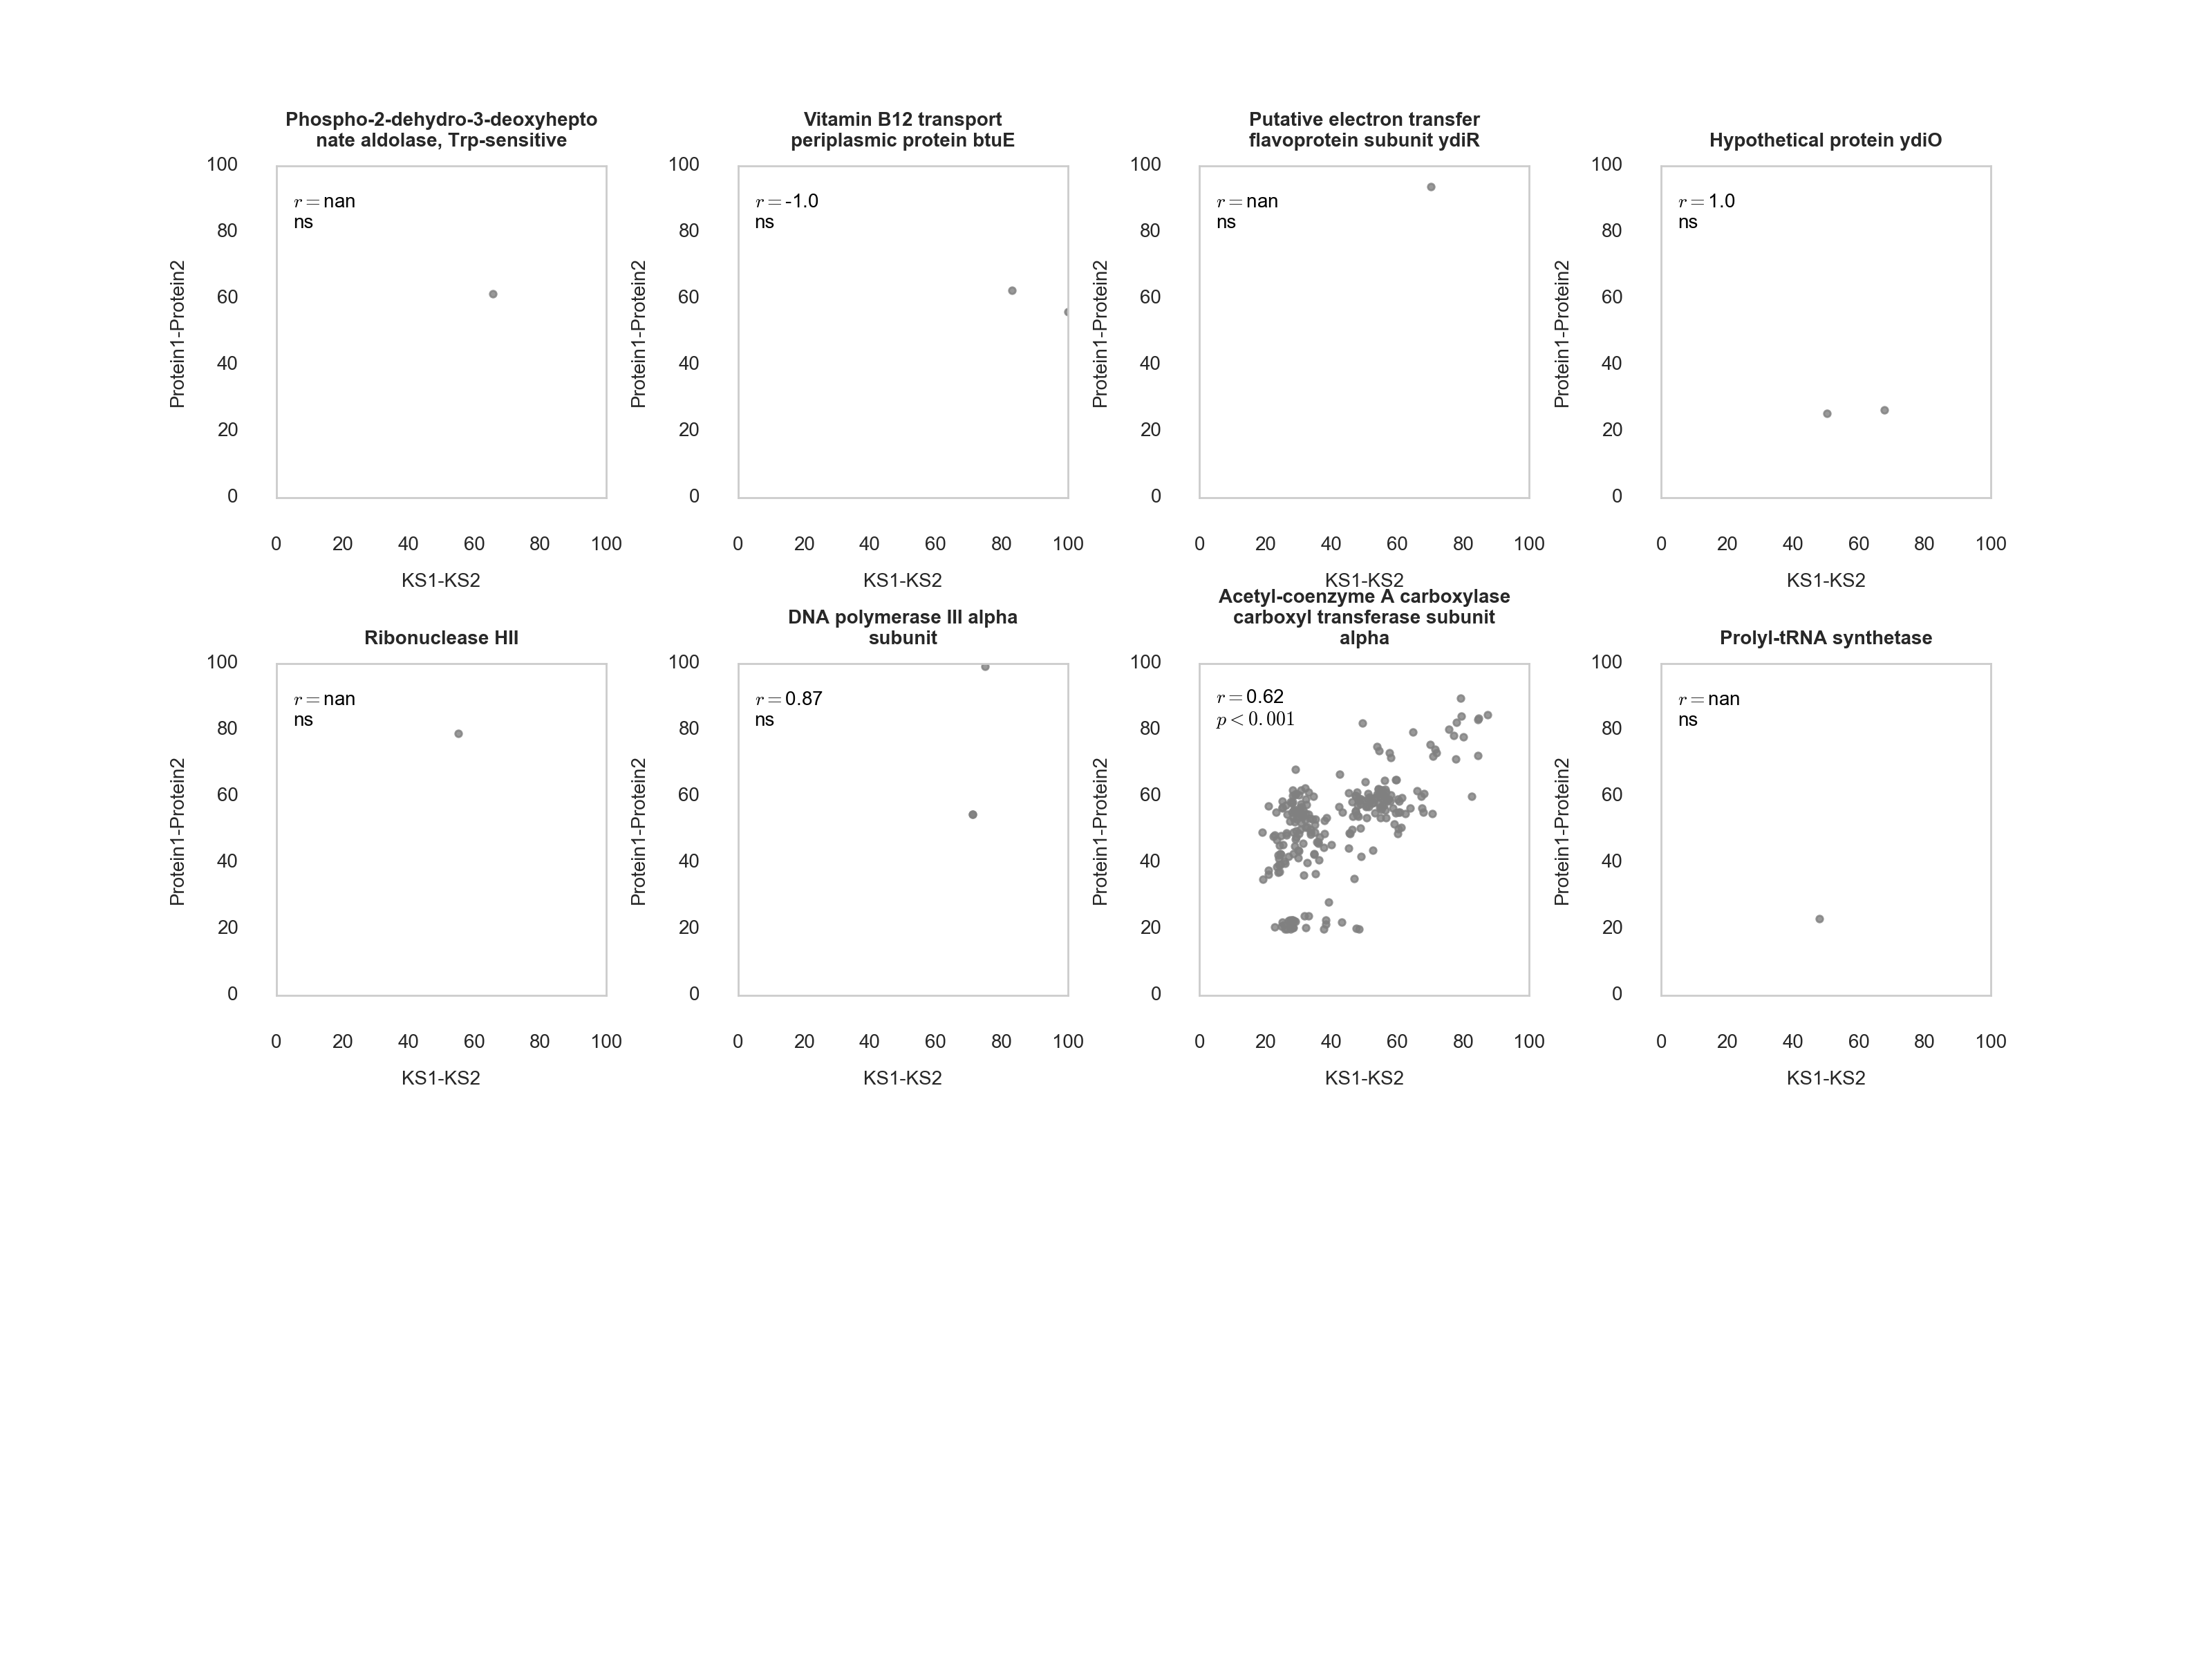 Phospho-2-dehydro-3-deoxyhepto
nate aldolase, Trp-sensitive
100
80
60
40
20
0
r = nan
ns
Protein1-Protein2
0 20 40 60 80 100
KS1-KS2
Vitamin B12 transport
periplasmic protein btuE
100
80
60
40
20
0
r = -1.0
ns
Protein1-Protein2
0 20 40 60 80 100
KS1-KS2
Putative electron transfer
flavoprotein subunit ydiR
100
80
60
40
20
0
r = nan
ns
Protein1-Protein2
0 20 40 60 80 100
KS1-KS2
Hypothetical protein ydiO
100
80
60
40
20
0
r = 1.0
ns
Protein1-Protein2
0 20 40 60 80 100
KS1-KS2
Ribonuclease HII
100
80
60
40
20
0
r = nan
ns
Protein1-Protein2
0 20 40 60 80 100
KS1-KS2
DNA polymerase III alpha
subunit
100
80
60
40
20
0
r = 0.87
ns
Protein1-Protein2
0 20 40 60 80 100
KS1-KS2
Acetyl-coenzyme A carboxylase
carboxyl transferase subunit
alpha
100
80
60
40
20
0
r = 0.62
p < 0.001
Protein1-Protein2
0 20 40 60 80 100
KS1-KS2
Prolyl-tRNA synthetase
100
80
60
40
20
0
r = nan
ns
Protein1-Protein2
0 20 40 60 80 100
KS1-KS2